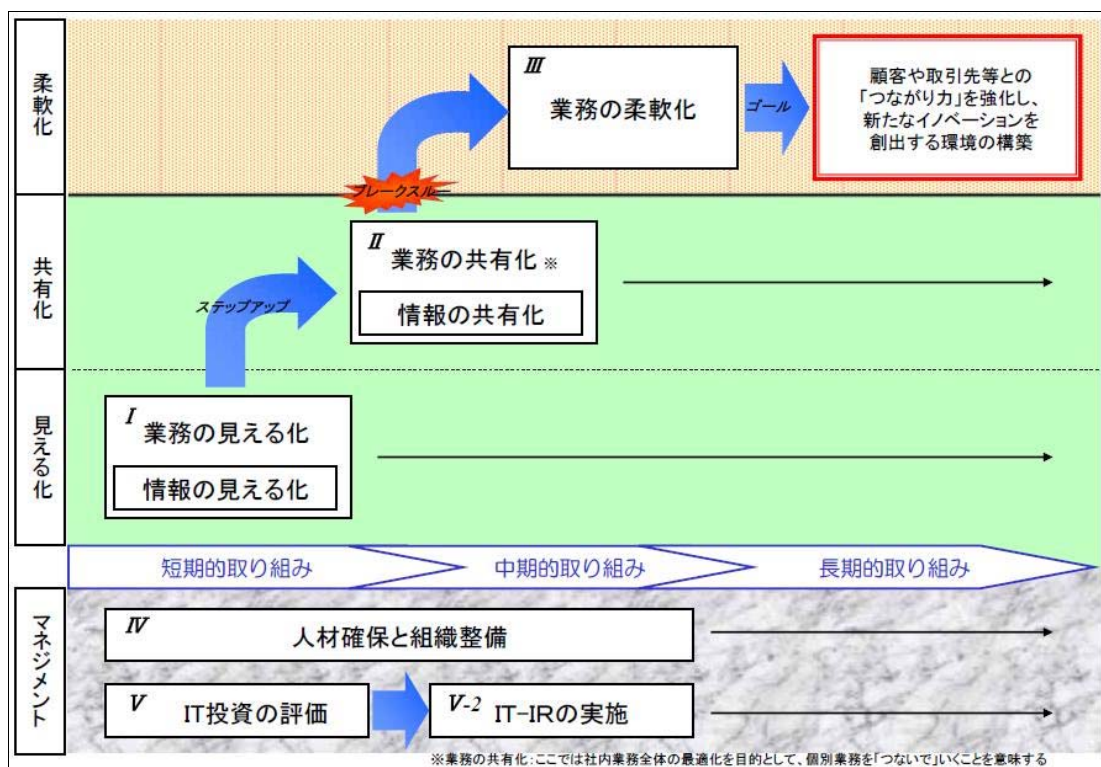 柔軟化
Ⅲ
業務の柔軟化
ゴール
顧客や取引先等との
「つながり力」を強化し、
新たなイノベーションを
創出する環境の構築
ブレークスルー
共有化
Ⅱ
業務の共有化 ※
情報の共有化
ステップアップ
見える化
Ⅰ
業務の見える化
情報の見える化
短期的取り組み
中期的取り組み
長期的取り組み
マネジメント
Ⅳ
人材確保と組織整備
Ⅴ
IT投資の評価
Ⅴ-2
IT-IRの実施
※業務の共有化:ここでは社内業務全体の最適化を目的として、個別業務を「つないで」いくことを意味する